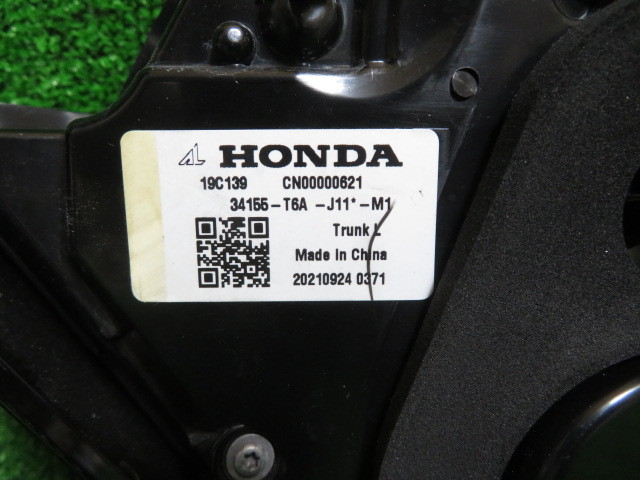 HONDA
19C139 CN00000621
34155-T6A -J11*-M1
Trunk L
Made In China
20210924 0371